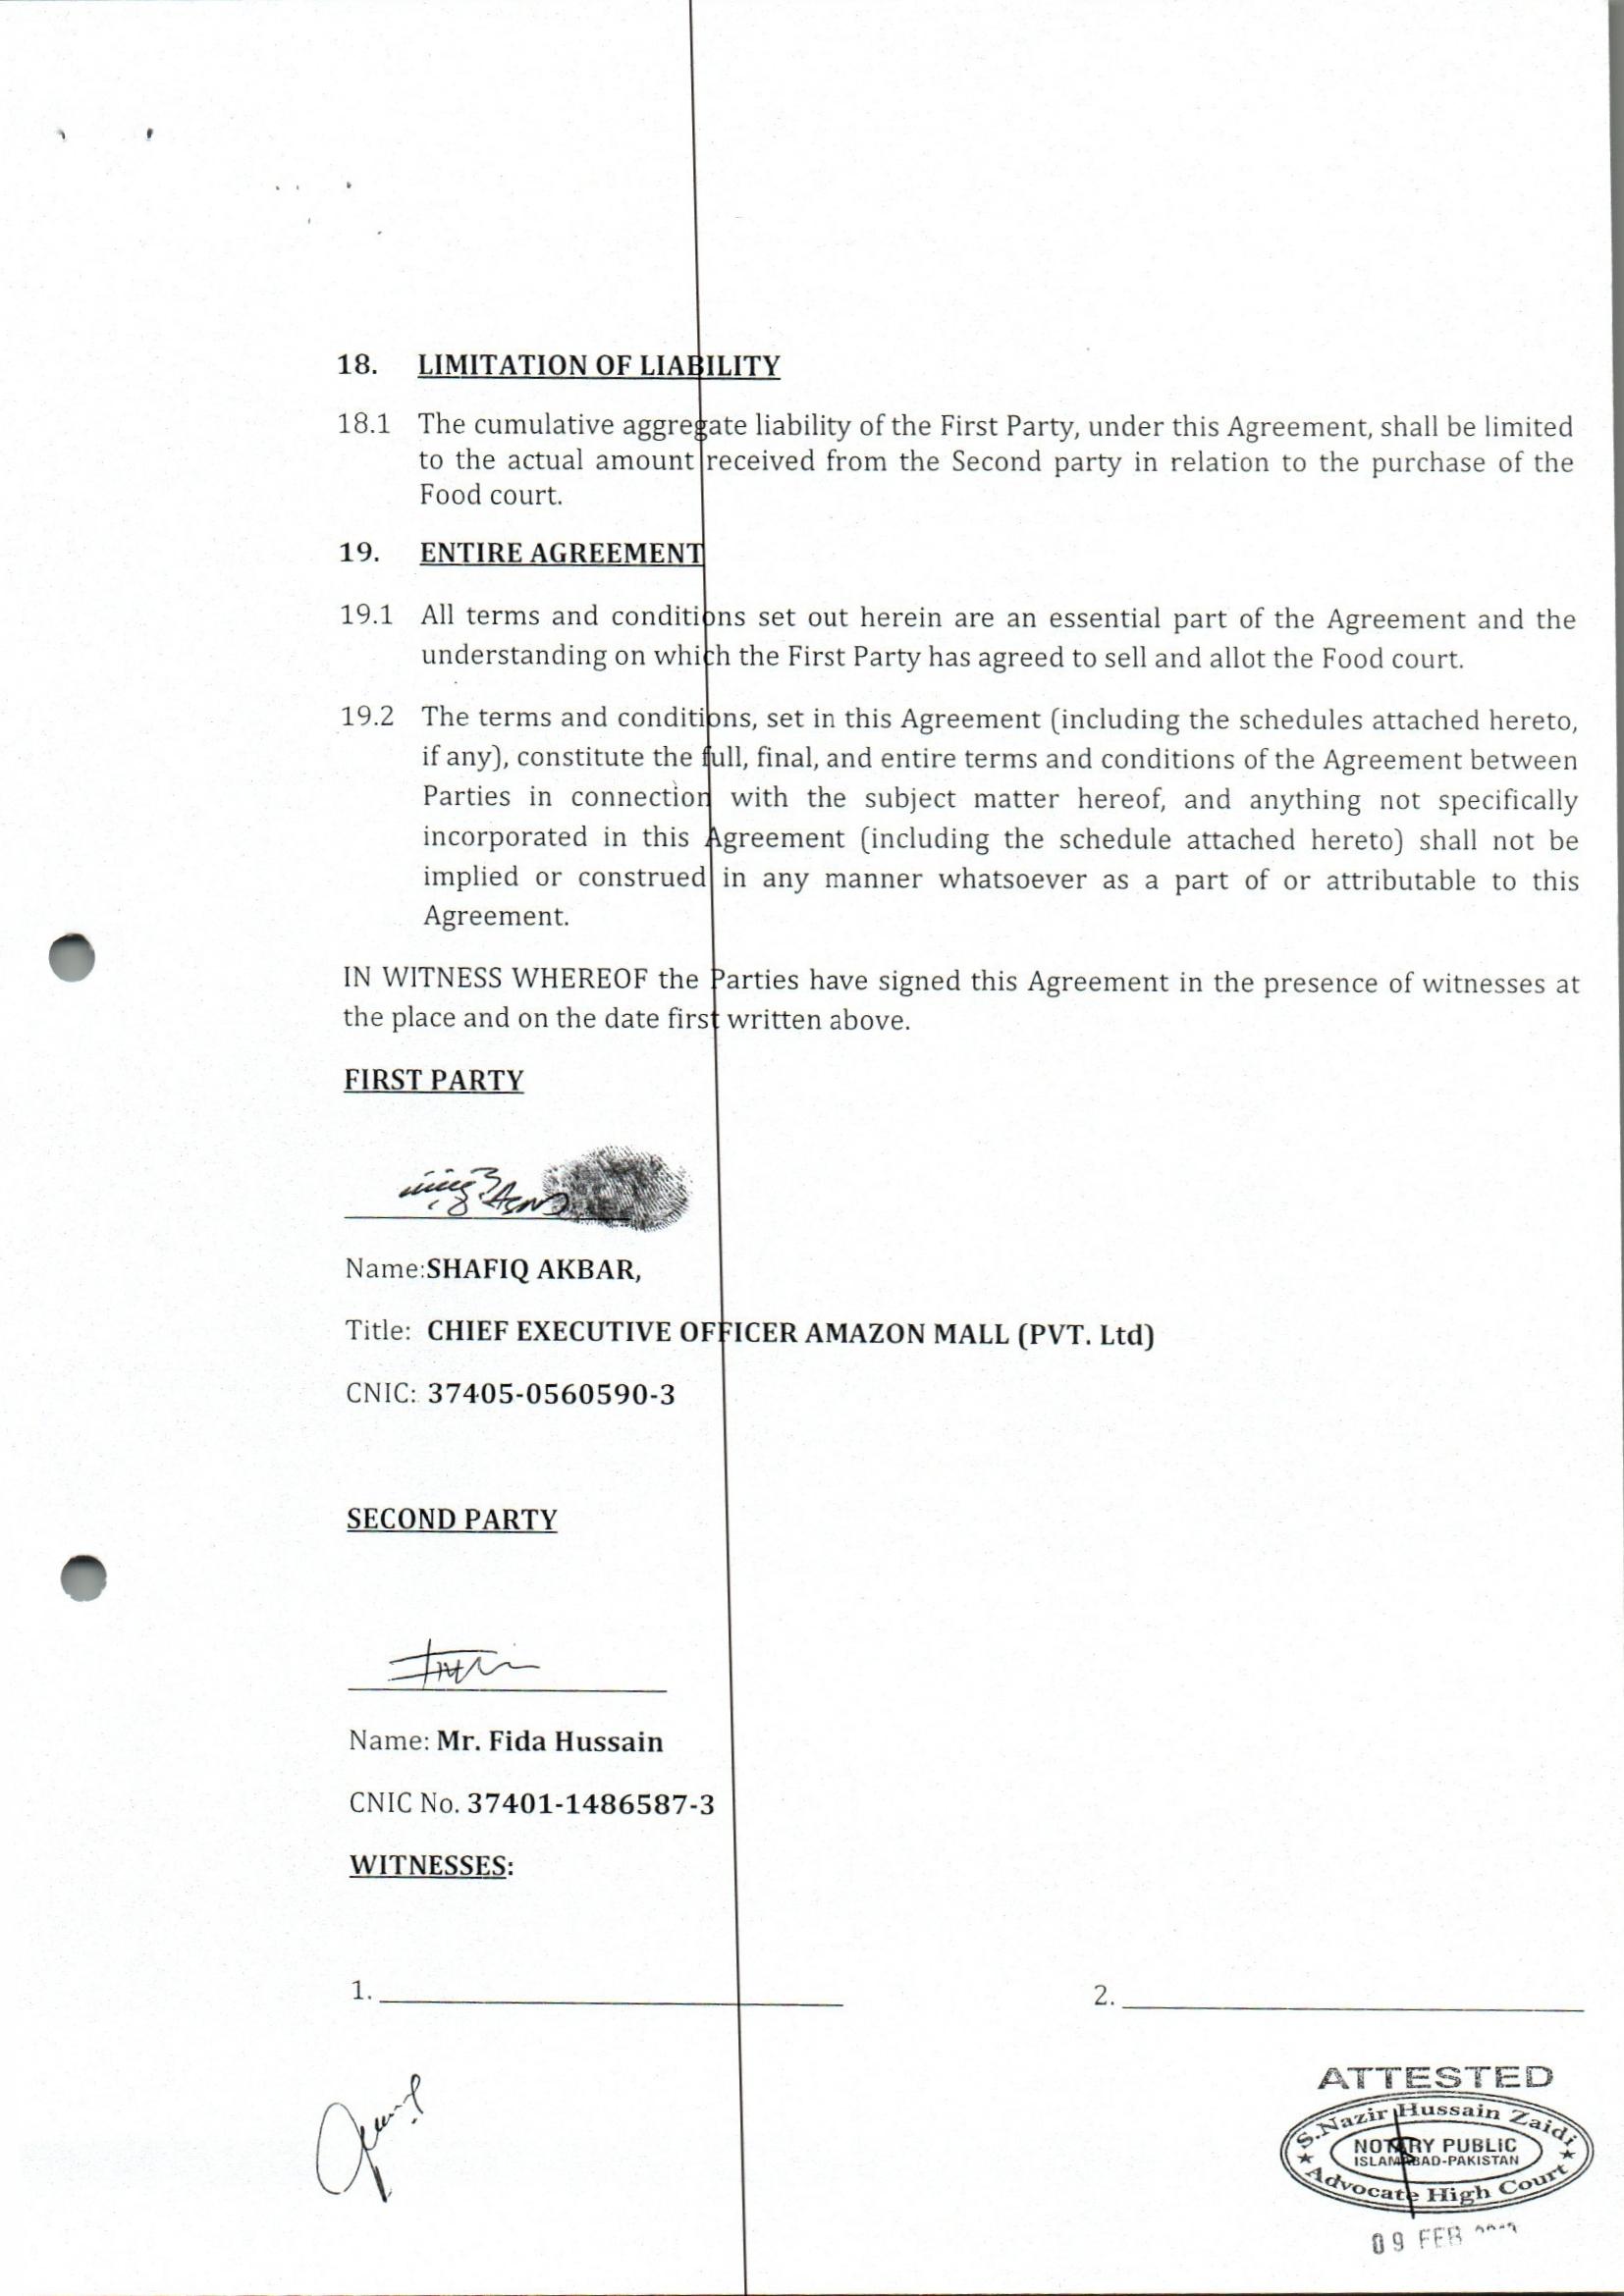 18. LIMITATION OF LIABILITY
18.1 The cumulative aggregate liability of the First Party, under this Agreement, shall be limited
to the actual amount received from the Second party in relation to the purchase of the
Food court.
19. ENTIRE AGREEMENT
19.1 All terms and conditions set out herein are an essential part of the Agreement and the
understanding on which the First Party has agreed to sell and allot the Food court.
19.2 The terms and conditions, set in this Agreement (including the schedules attached hereto,
if any), constitute the full, final, and entire terms and conditions of the Agreement between
Parties in connection with the subject matter hereof, and anything not specifically
incorporated in this Agreement (including the schedule attached hereto) shall not be
implied or construed in any manner whatsoever as a part of or attributable to this
Agreement.
IN WITNESS WHEREOF the Parties have signed this Agreement in the presence of witnesses at
the place and on the date first written above.
FIRST PARTY
Name:SHAFIQ AKBAR,
Title: CHIEF EXECUTIVE OFFICER AMAZON MALL (PVT. Ltd)
CNIC: 37405-0560590-3
SECOND PARTY
Name: Mr. Fida Hussain
CNIC No. 37401-1486587-3
WITNESSES:
1.
2.
ATTESTED
S.Nazir Hussain Zaidi
NOTARY PUBLIC
ISLAMABAD-PAKISTAN
Advocate High Court
09 FEB